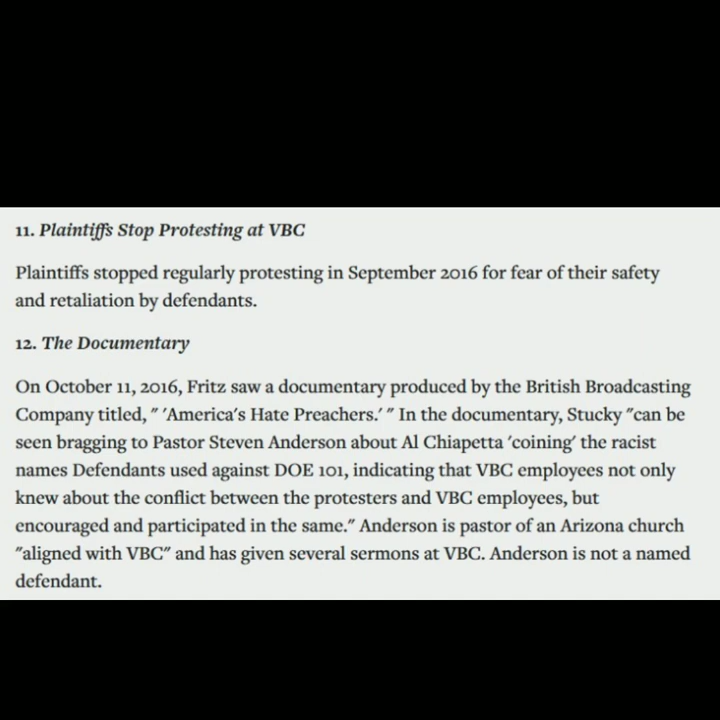 11. Plaintiffs Stop Protesting at VBC
Plaintiffs stopped regularly protesting in September 2016 for fear of their safety
and retaliation by defendants.
12. The Documentary
On October 11, 2016, Fritz saw a documentary produced by the British Broadcasting
Company titled, " 'America's Hate Preachers.' " In the documentary, Stucky "can be
seen bragging to Pastor Steven Anderson about Al Chiapetta 'coining' the racist
names Defendants used against DOE 101, indicating that VBC employees not only
knew about the conflict between the protesters and VBC employees, but
encouraged and participated in the same." Anderson is pastor of an Arizona church
"aligned with VBC" and has given several sermons at VBC. Anderson is not a named
defendant.